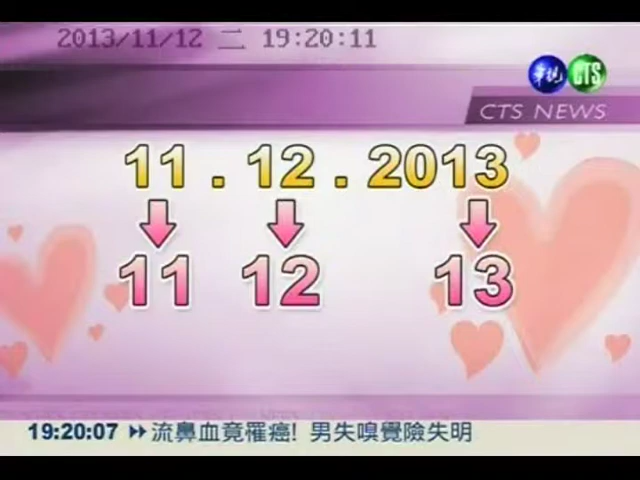 2013/11/12 二 19:20:11
華視 CTS
CTS NEWS
11 . 12 . 2013
11 12 13
19:20:07 流鼻血竟罹癌! 男失嗅覺險失明